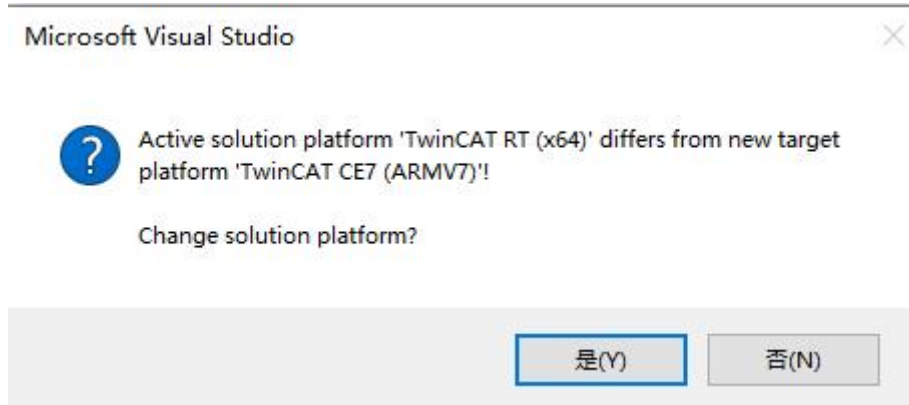 Microsoft Visual Studio
Active solution platform 'TwinCAT RT (x64)' differs from new target
platform 'TwinCAT CE7 (ARMV7)'!
Change solution platform?
是(Y)
否(N)